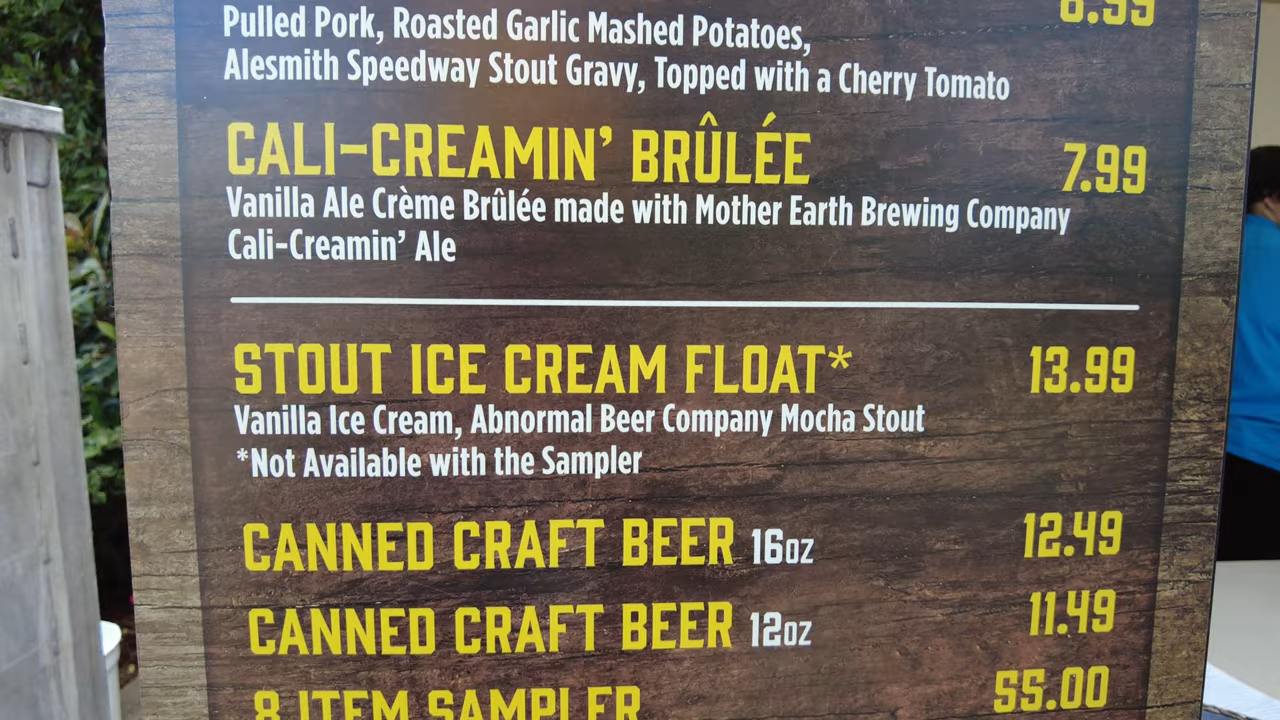 8.99
Pulled Pork, Roasted Garlic Mashed Potatoes,
Alesmith Speedway Stout Gravy, Topped with a Cherry Tomato
CALI-CREAMIN' BRÛLÉE 7.99
Vanilla Ale Crème Brûlée made with Mother Earth Brewing Company
Cali-Creamin' Ale
STOUT ICE CREAM FLOAT* 13.99
Vanilla Ice Cream, Abnormal Beer Company Mocha Stout
*Not Available with the Sampler
CANNED CRAFT BEER 16OZ 12.49
CANNED CRAFT BEER 12OZ 11.49
8 ITEM SAMPLER 55.00